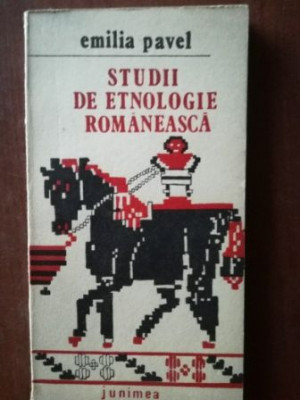 emilia pavel
STUDII
DE ETNOLOGIE
ROMÂNEASCĂ
junimea